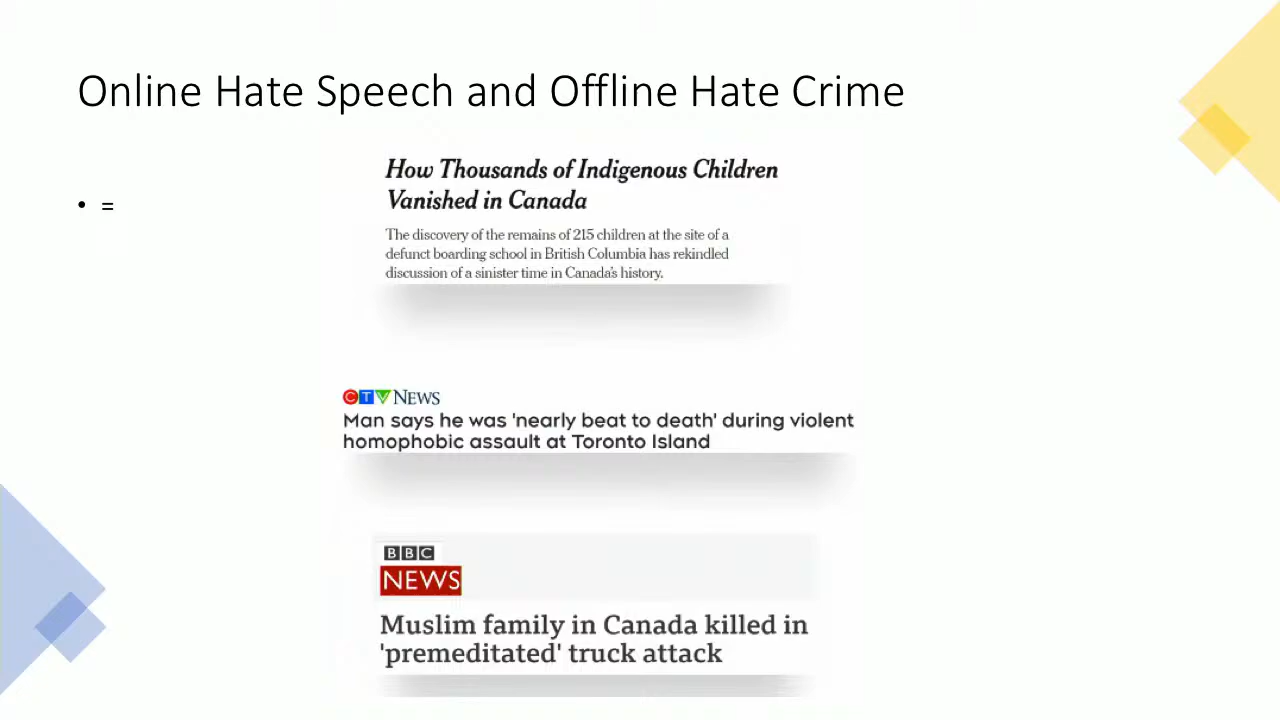 Online Hate Speech and Offline Hate Crime
• =
How Thousands of Indigenous Children
Vanished in Canada
The discovery of the remains of 215 children at the site of a
defunct boarding school in British Columbia has rekindled
discussion of a sinister time in Canada's history.
CTV NEWS
Man says he was 'nearly beat to death' during violent
homophobic assault at Toronto Island
BBC
NEWS
Muslim family in Canada killed in
'premeditated' truck attack